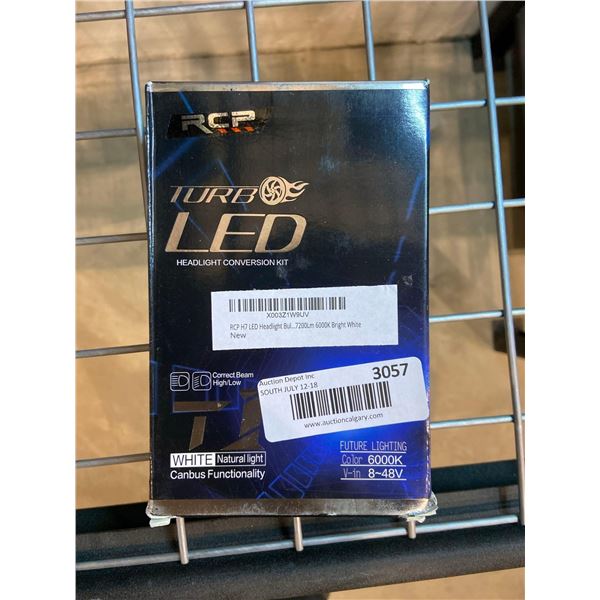 RCP
TURBO
LED
HEADLIGHT CONVERSION KIT
X003Z1W9UV
RCP H7 LED Headlight Bul...7200Lm 6000K Bright White
New
Correct Beam
High/Low
Auction Depot Inc
3057
SOUTH JULY 12-18
www.auctioncalgary.com
WHITE Natural light
Canbus Functionality
FUTURE LIGHTING
Color 6000K
V-in 8~48V